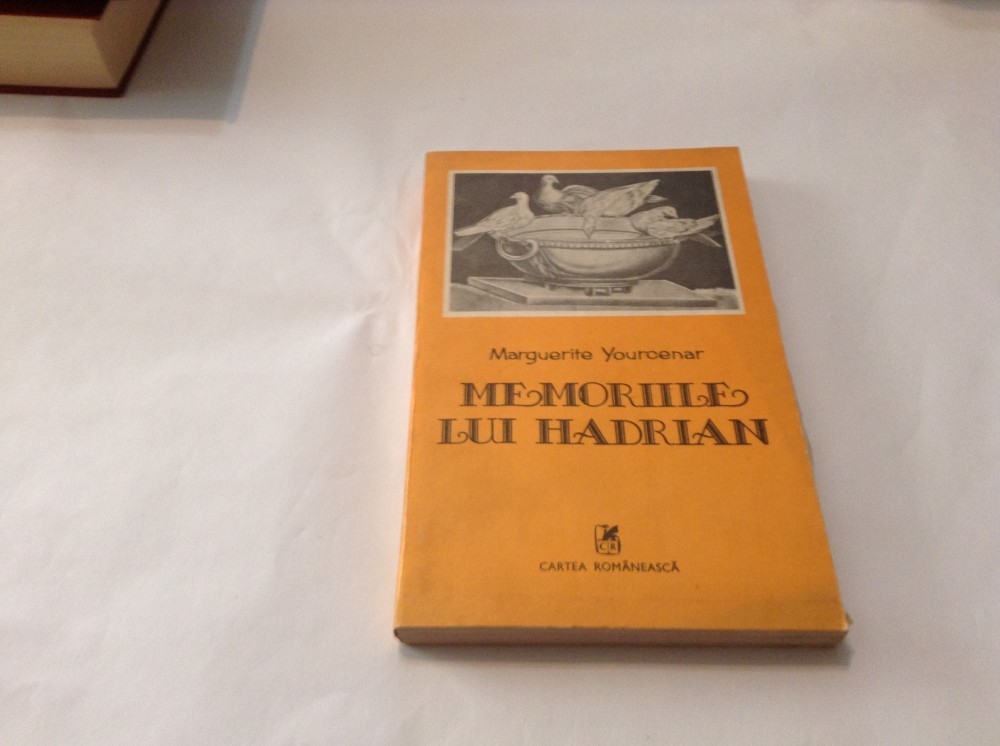 Marguerite Yourcenar
MEMORIILE
LUI HADRIAN
CR
CARTEA ROMÂNEASCĂ